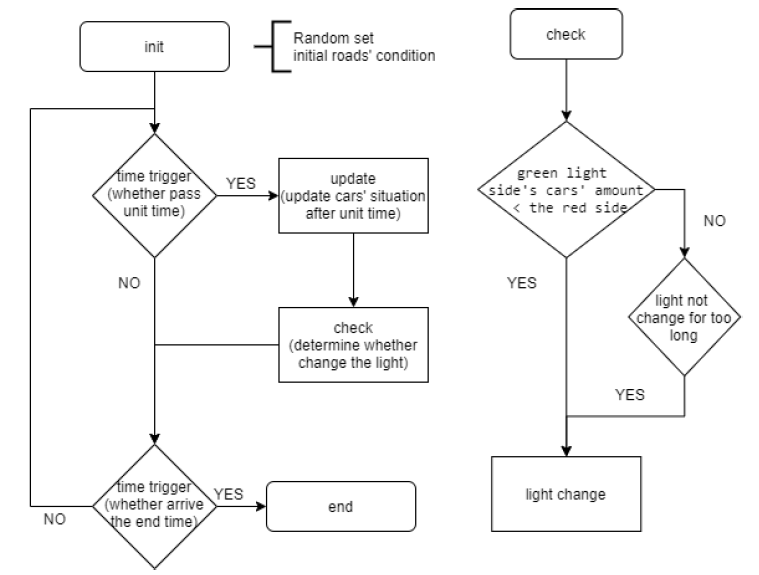 init
Random set
initial roads' condition
time trigger
(whether pass
unit time)
YES
update
(update cars' situation
after unit time)
NO
check
(determine whether
change the light)
time trigger
(whether arrive
the end time)
YES
end
NO
check
green light
side's cars' amount
< the red side
NO
YES
light not
change for too
long
YES
light change